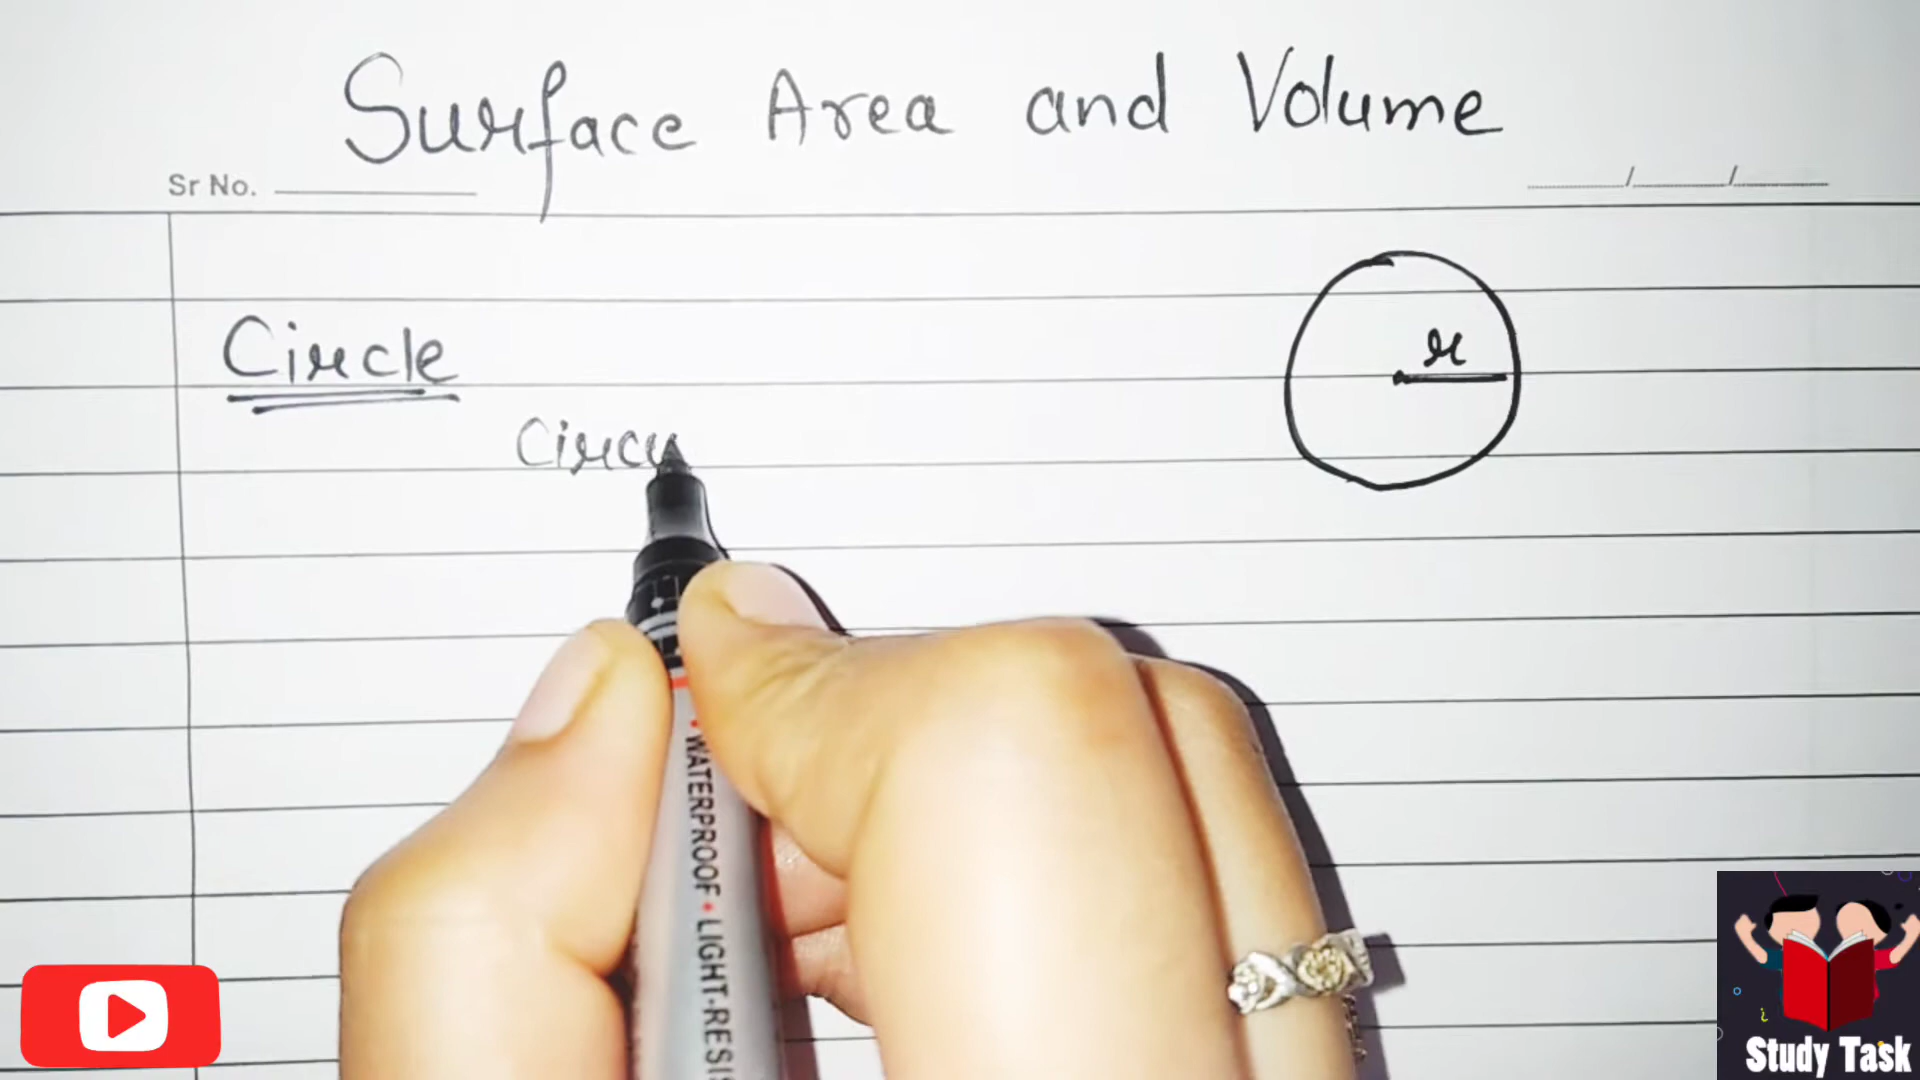 Surface Area and Volume
Sr No. / /
Circle
r
Circu
WATERPROOF • LIGHT-RESIS
Study Task